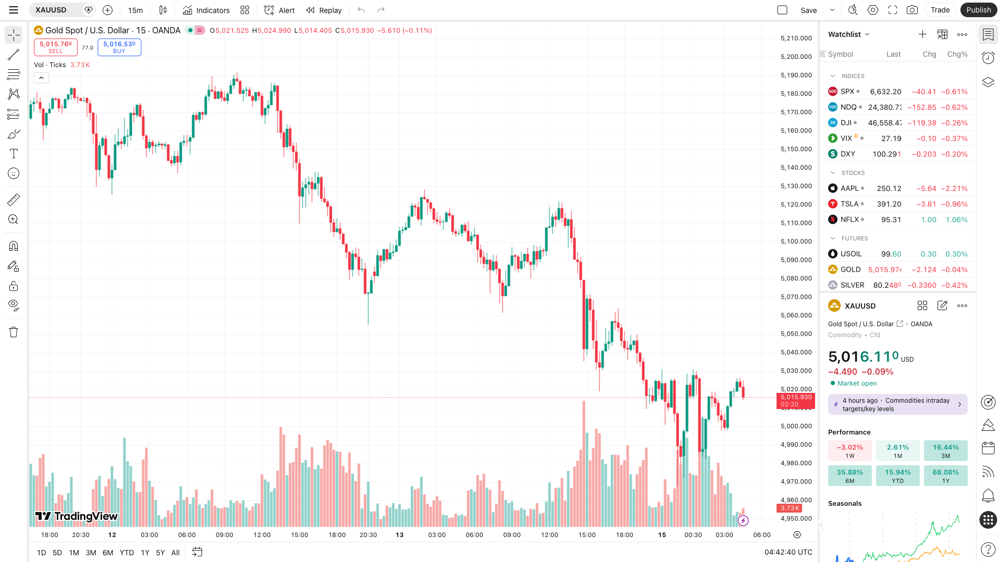 XAUUSD 15m Indicators Alert Replay Save Trade Publish
Gold Spot / U.S. Dollar · 15 · OANDA O5,021.525 H5,024.990 L5,014.405 C5,015.930 −5.610 (−0.11%)
5,015.760 SELL 77.0 5,016.530 BUY
Vol · Ticks 3.73 K
5,210.000
5,200.000
5,190.000
5,180.000
5,170.000
5,160.000
5,150.000
5,140.000
5,130.000
5,120.000
5,110.000
5,100.000
5,090.000
5,080.000
5,070.000
5,060.000
5,050.000
5,040.000
5,030.000
5,020.000
5,015.930
02:20
5,000.000
4,990.000
4,980.000
4,970.000
4,960.000
3.73 K
4,950.000
TradingView
18:00 20:30 12 03:00 06:00 09:00 12:00 15:00 18:00 20:30 13 03:00 06:00 09:00 12:00 15:00 18:00 15 00:30 03:00 06:00
1D 5D 1M 3M 6M YTD 1Y 5Y All 04:42:40 UTC
Watchlist
Symbol Last Chg Chg%
INDICES
500 SPX 6,632.20 −40.41 −0.61%
100 NDQ 24,380.73 −152.85 −0.62%
30 DJI 46,558.47 −119.38 −0.26%
VIX D 27.19 −0.10 −0.37%
$ DXY 100.291 −0.203 −0.20%
STOCKS
AAPL 250.12 −5.64 −2.21%
TSLA 391.20 −3.81 −0.96%
N NFLX 95.31 1.00 1.06%
FUTURES
USOIL 99.60 0.30 0.30%
GOLD 5,015.974 −2.124 −0.04%
SILVER 80.2480 −0.3360 −0.42%
XAUUSD
Gold Spot / U.S. Dollar • OANDA
Commodity • Cfd
5,016.110 USD
−4.490 −0.09%
Market open
4 hours ago • Commodities intraday
targets/key levels
Performance
−3.02% 2.61% 16.44%
1W 1M 3M
35.88% 15.94% 68.08%
6M YTD 1Y
Seasonals